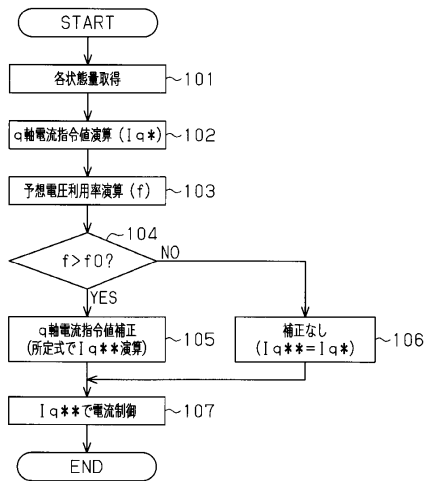 START
各状態量取得
101
q軸電流指令値演算(Iq*)
102
予想電圧利用率演算(f)
103
104
f>f0?
NO
YES
q軸電流指令値補正
(所定式でIq**演算)
105
補正なし
(Iq**=Iq*)
106
Iq**で電流制御
107
END